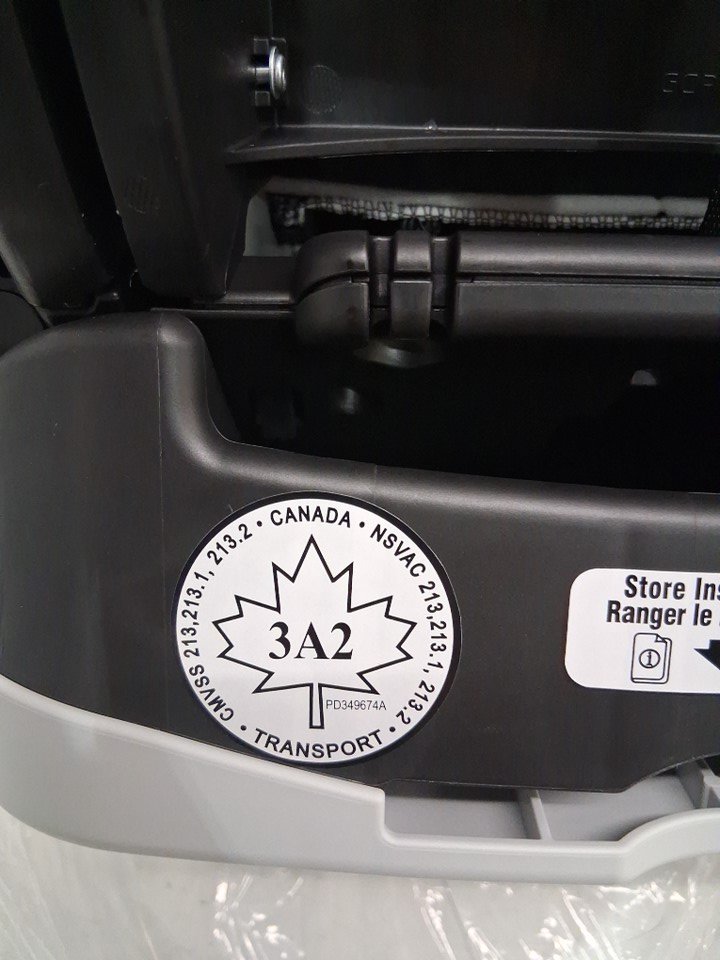 CMVSS 213,213.1, 213.2 • CANADA • NSVAC 213,213.1, 213.2 • TRANSPORT •
3A2
PD349674A
Store
Ranger le